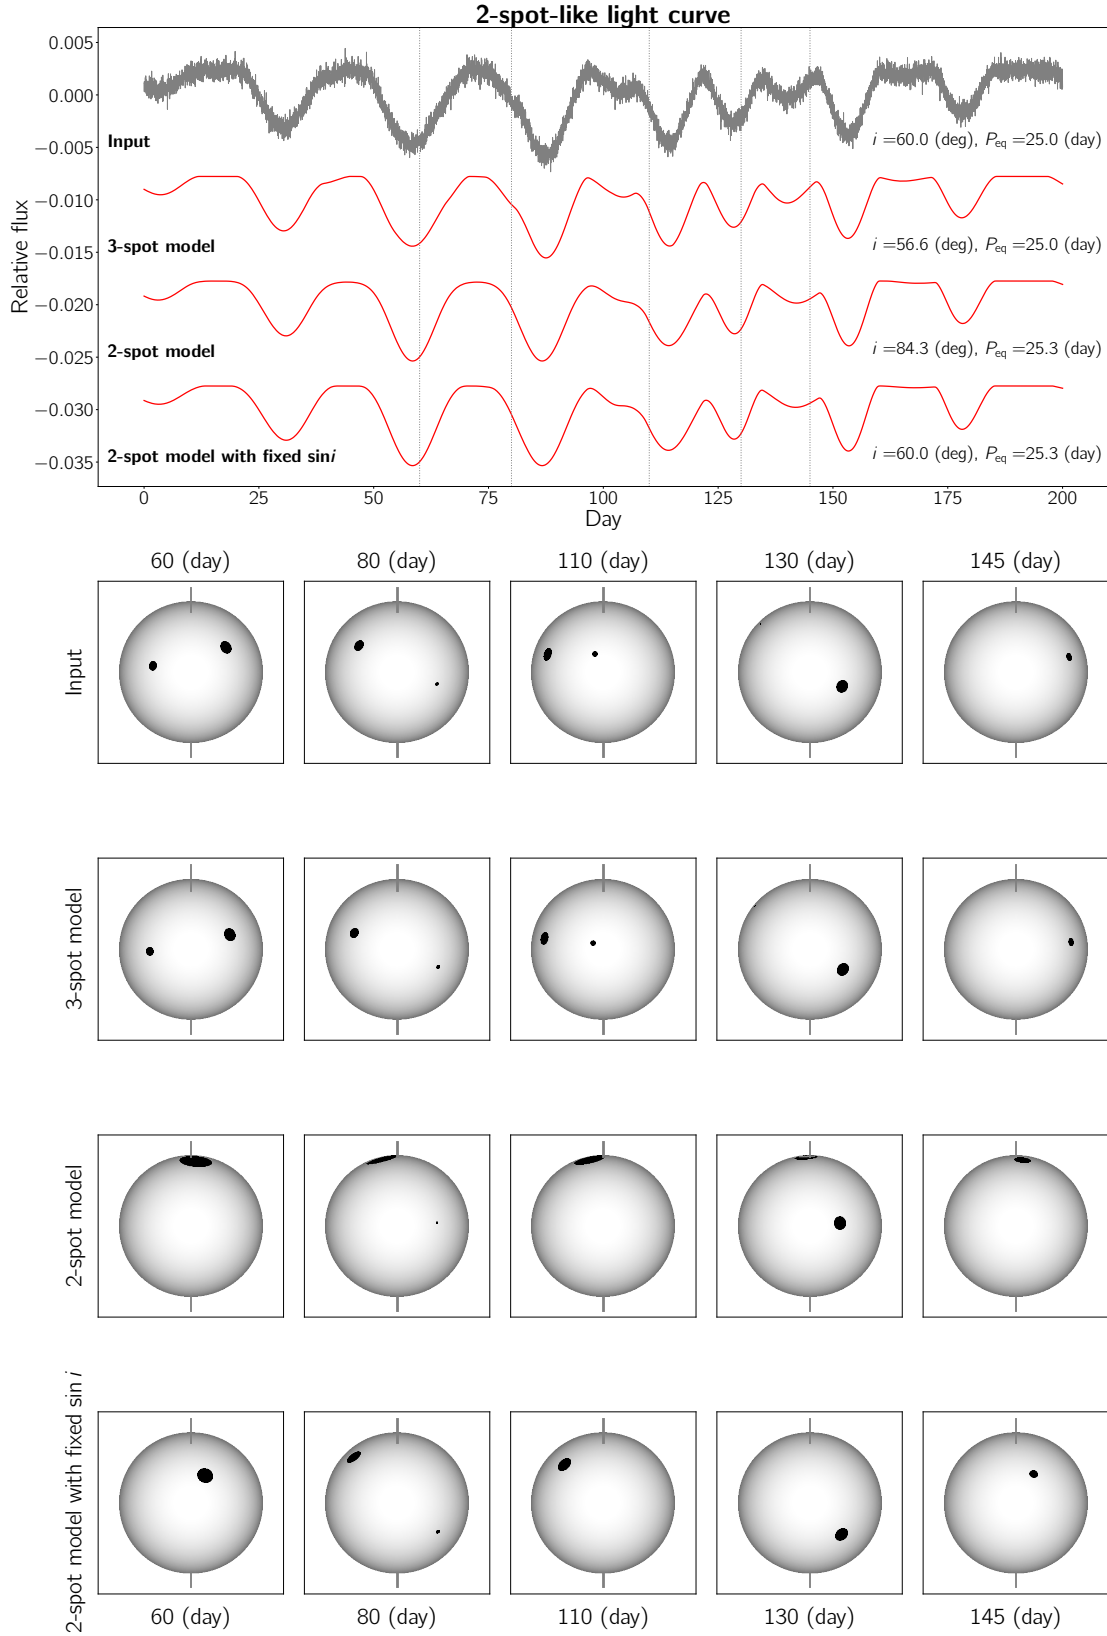 2-spot-like light curve
0.005
0.000
−0.005
−0.010
−0.015
−0.020
−0.025
−0.030
−0.035
Relative flux
Input
i =60.0 (deg), Peq =25.0 (day)
3-spot model
i =56.6 (deg), Peq =25.0 (day)
2-spot model
i =84.3 (deg), Peq =25.3 (day)
2-spot model with fixed sini
i =60.0 (deg), Peq =25.3 (day)
0 25 50 75 100 125 150 175 200
Day
60 (day) 80 (day) 110 (day) 130 (day) 145 (day)
Input
3-spot model
2-spot model
2-spot model with fixed sin i
60 (day) 80 (day) 110 (day) 130 (day) 145 (day)